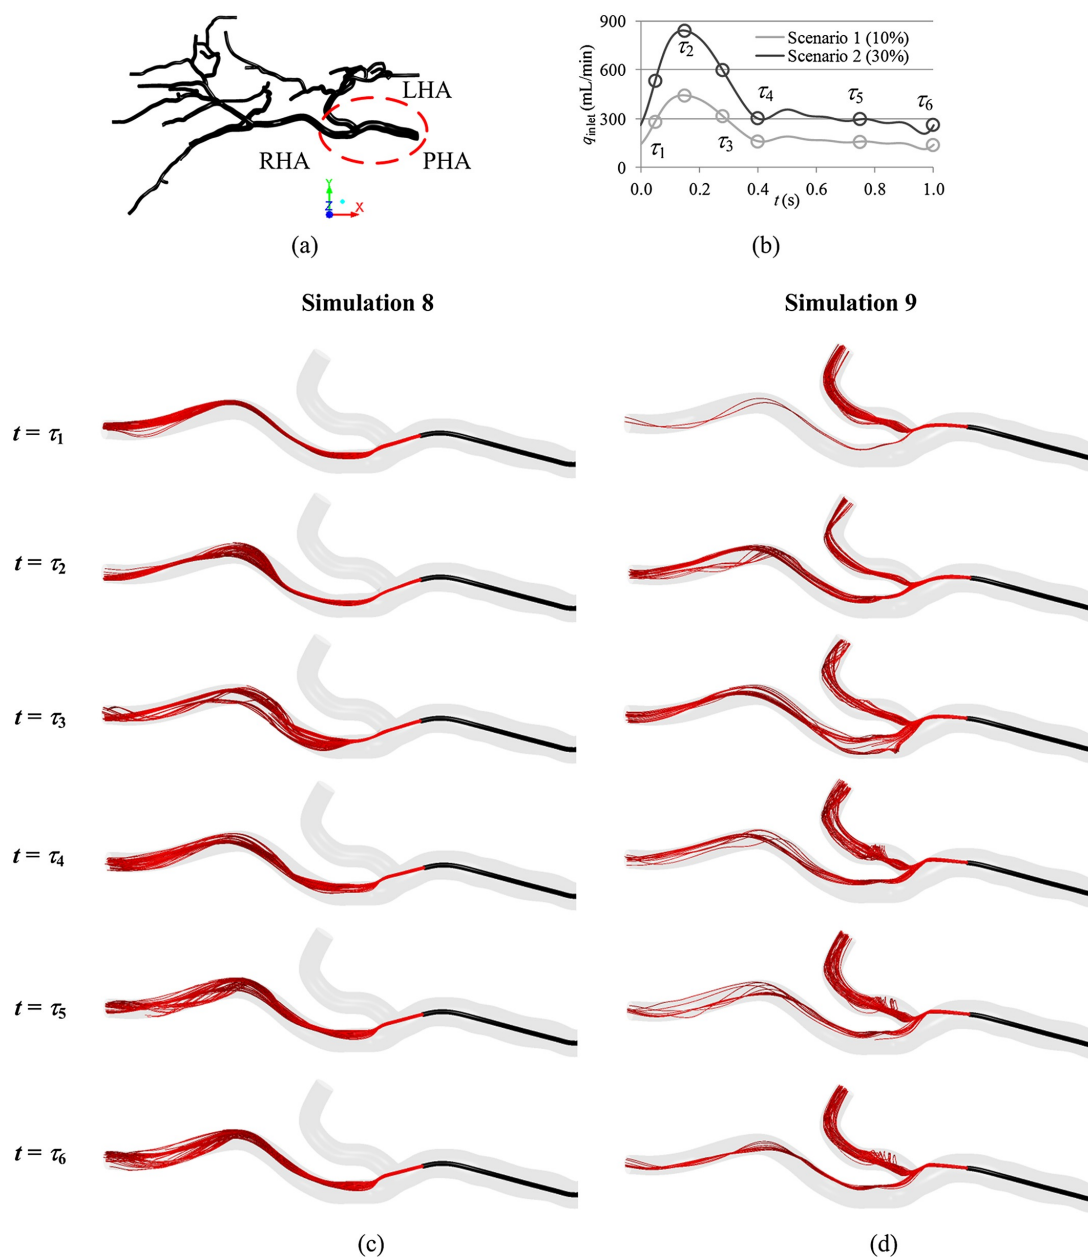 LHA
RHA
PHA
Y
Z
X
(a)
900
600
300
0
q_inlet (mL/min)
Scenario 1 (10%)
Scenario 2 (30%)
τ1
τ2
τ3
τ4
τ5
τ6
0.0 0.2 0.4 0.6 0.8 1.0
t (s)
(b)
Simulation 8
Simulation 9
t = τ1
t = τ2
t = τ3
t = τ4
t = τ5
t = τ6
(c)
(d)